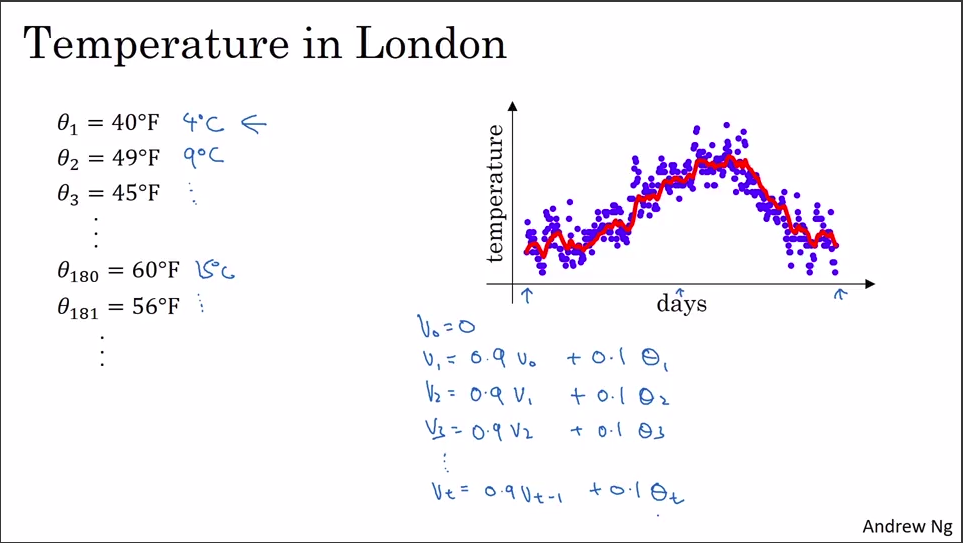 Temperature in London
θ₁ = 40°F 4°C ←
θ₂ = 49°F 9°C
θ₃ = 45°F ⋮
⋮
θ₁₈₀ = 60°F 15°C
θ₁₈₁ = 56°F ⋮
⋮
temperature
days
V₀ = 0
V₁ = 0.9 V₀ + 0.1 θ₁
V₂ = 0.9 V₁ + 0.1 θ₂
V₃ = 0.9 V₂ + 0.1 θ₃
⋮
Vₜ = 0.9 Vₜ₋₁ + 0.1 θₜ
Andrew Ng